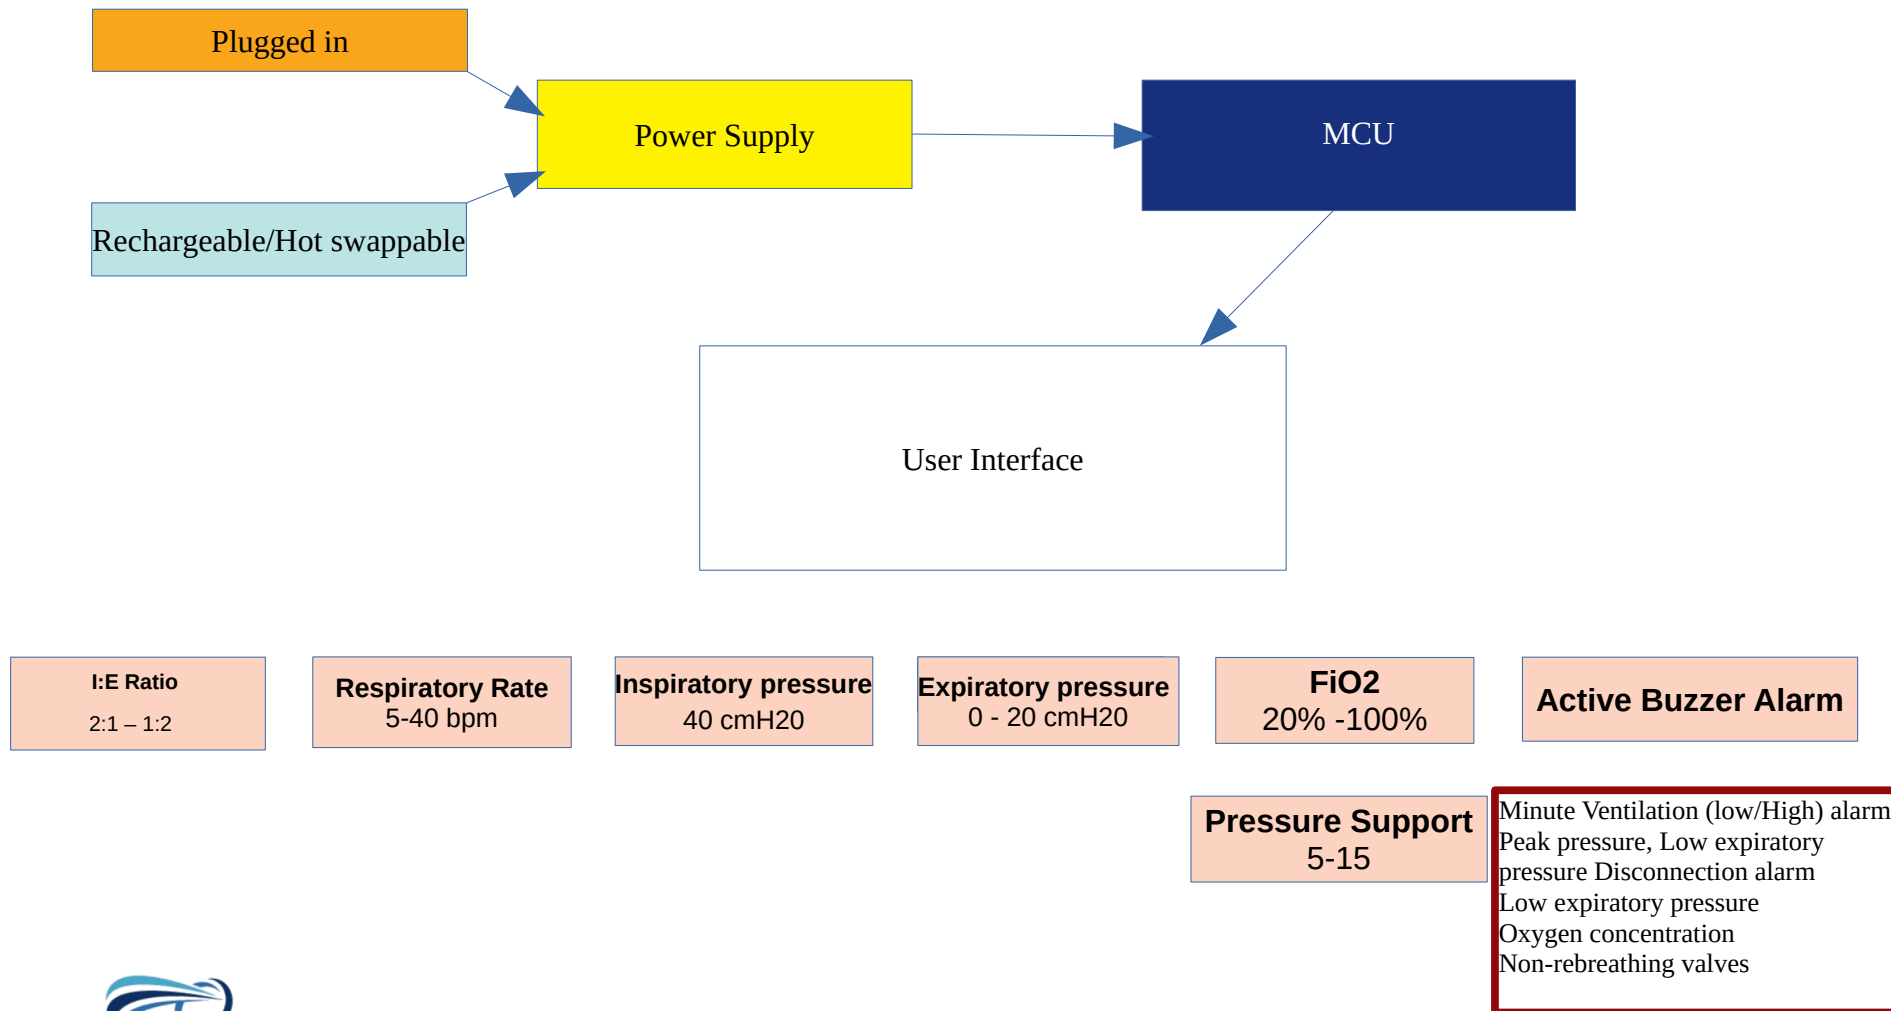 Plugged in
Power Supply
MCU
Rechargeable/Hot swappable
User Interface
I:E Ratio
2:1 – 1:2
Respiratory Rate
5-40 bpm
Inspiratory pressure
40 cmH20
Expiratory pressure
0 - 20 cmH20
FiO2
20% -100%
Active Buzzer Alarm
Pressure Support
5-15
Minute Ventilation (low/High) alarm
Peak pressure, Low expiratory
pressure Disconnection alarm
Low expiratory pressure
Oxygen concentration
Non-rebreathing valves